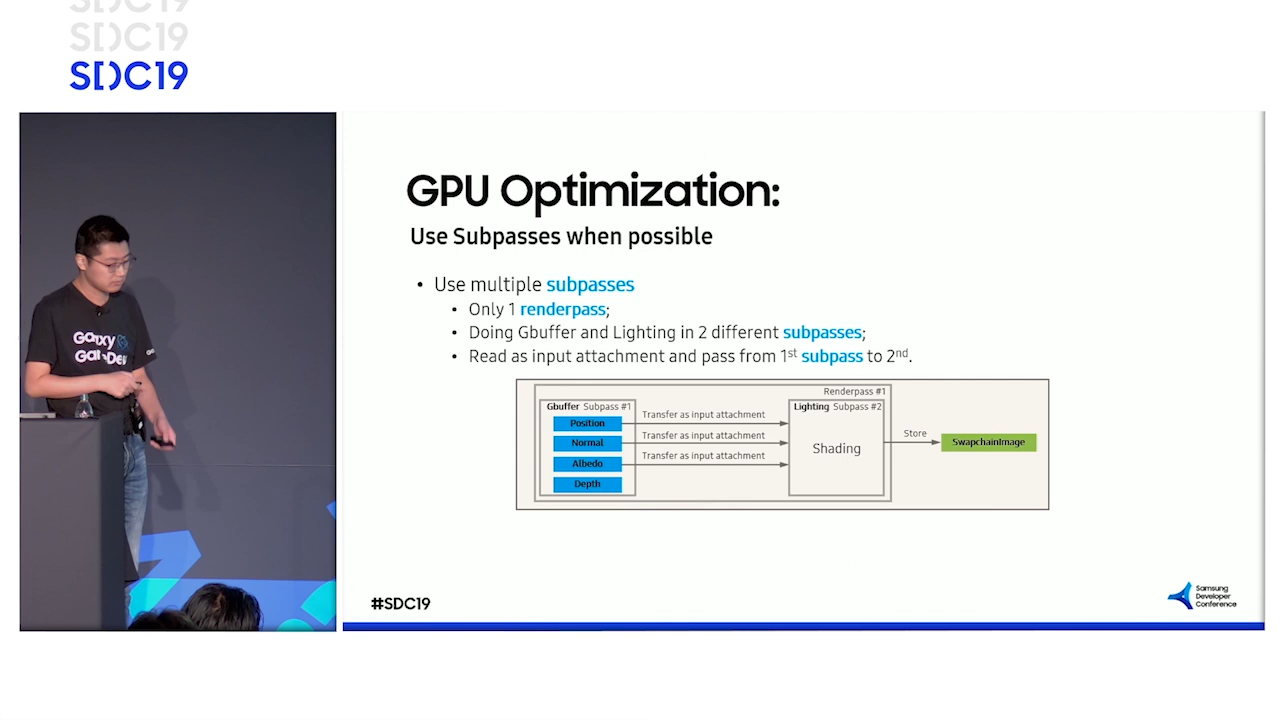 SDC19
SDC19
SDC19
GPU Optimization:
Use Subpasses when possible
• Use multiple subpasses
• Only 1 renderpass;
• Doing Gbuffer and Lighting in 2 different subpasses;
• Read as input attachment and pass from 1st subpass to 2nd.
Renderpass #1
Gbuffer Subpass #1
Position
Normal
Albedo
Depth
Transfer as input attachment
Transfer as input attachment
Transfer as input attachment
Lighting Subpass #2
Shading
Store
SwapchainImage
#SDC19
Samsung
Developer
Conference
Galaxy
GameDev